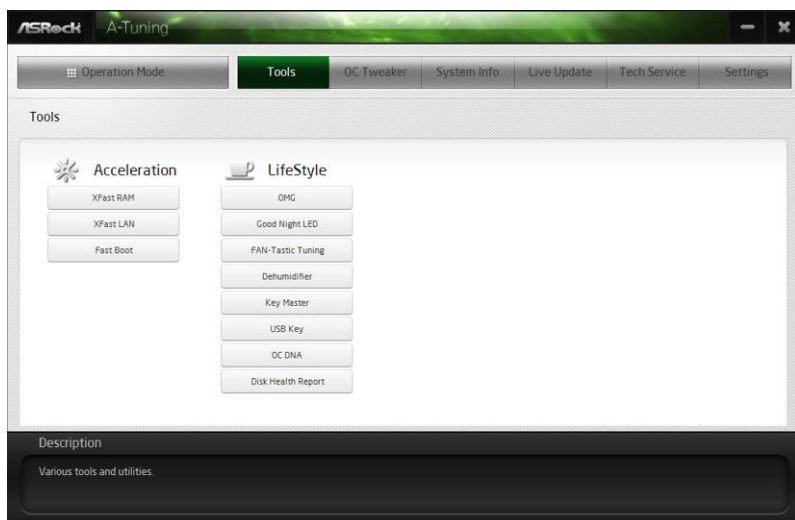 ASRock A-Tuning
Operation Mode Tools OC Tweaker System Info Live Update Tech Service Settings
Tools
Acceleration
XFast RAM
XFast LAN
Fast Boot
LifeStyle
OMG
Good Night LED
FAN-Tastic Tuning
Dehumidifier
Key Master
USB Key
OC DNA
Disk Health Report
Description
Various tools and utilities.